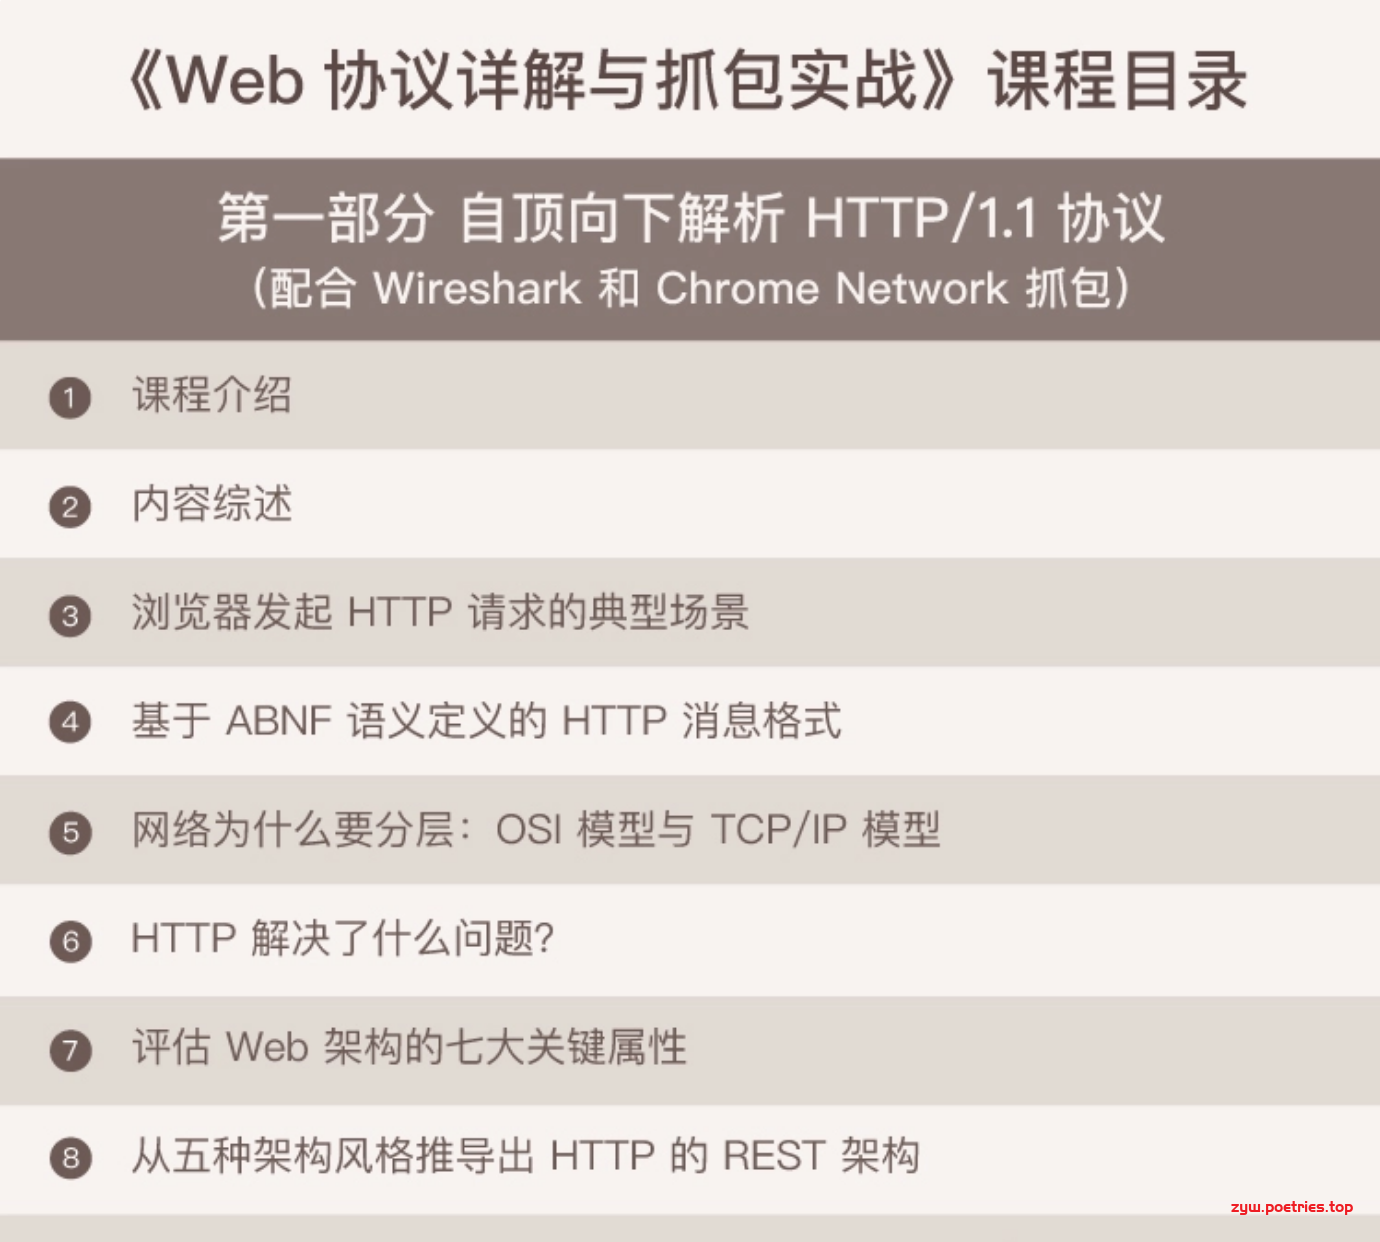 《Web 协议详解与抓包实战》课程目录
第一部分 自顶向下解析 HTTP/1.1 协议
（配合 Wireshark 和 Chrome Network 抓包）
1 课程介绍
2 内容综述
3 浏览器发起 HTTP 请求的典型场景
4 基于 ABNF 语义定义的 HTTP 消息格式
5 网络为什么要分层：OSI 模型与 TCP/IP 模型
6 HTTP 解决了什么问题?
7 评估 Web 架构的七大关键属性
8 从五种架构风格推导出 HTTP 的 REST 架构
zyw.poetries.top